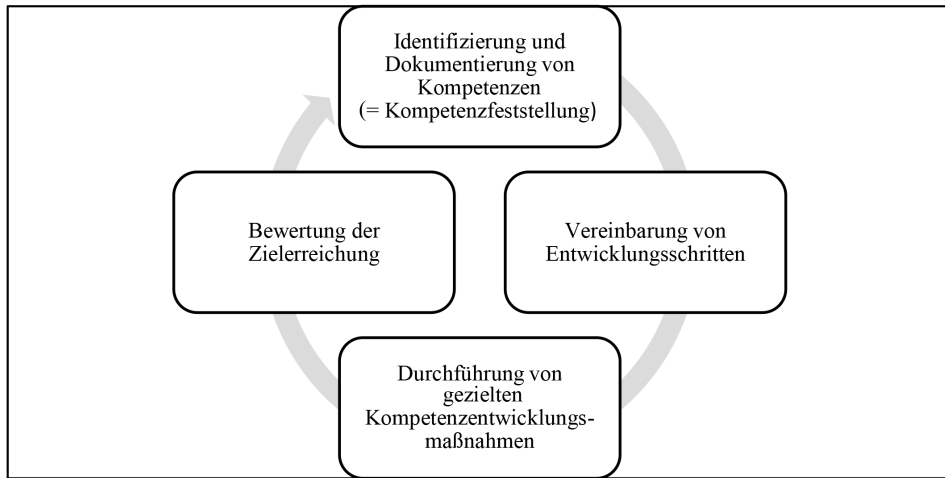 Identifizierung und
Dokumentierung von
Kompetenzen
(= Kompetenzfeststellung)
Vereinbarung von
Entwicklungsschritten
Durchführung von
gezielten
Kompetenzentwicklungs-
maßnahmen
Bewertung der
Zielerreichung